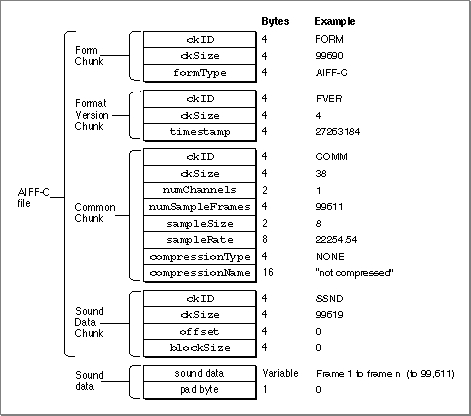 Bytes Example
Form Chunk
ckID 4 FORM
ckSize 4 99690
formType 4 AIFF-C
Format Version Chunk
ckID 4 FVER
ckSize 4 4
timestamp 4 27263184
AIFF-C file
Common Chunk
ckID 4 COMM
ckSize 4 38
numChannels 2 1
numSampleFrames 4 99611
sampleSize 2 8
sampleRate 8 22254.54
compressionType 4 NONE
compressionName 16 "not compressed"
Sound Data Chunk
ckID 4 SSND
ckSize 4 99619
offset 4 0
blockSize 4 0
Sound data
sound data Variable Frame 1 to frame n (to 99,611)
pad byte 1 0